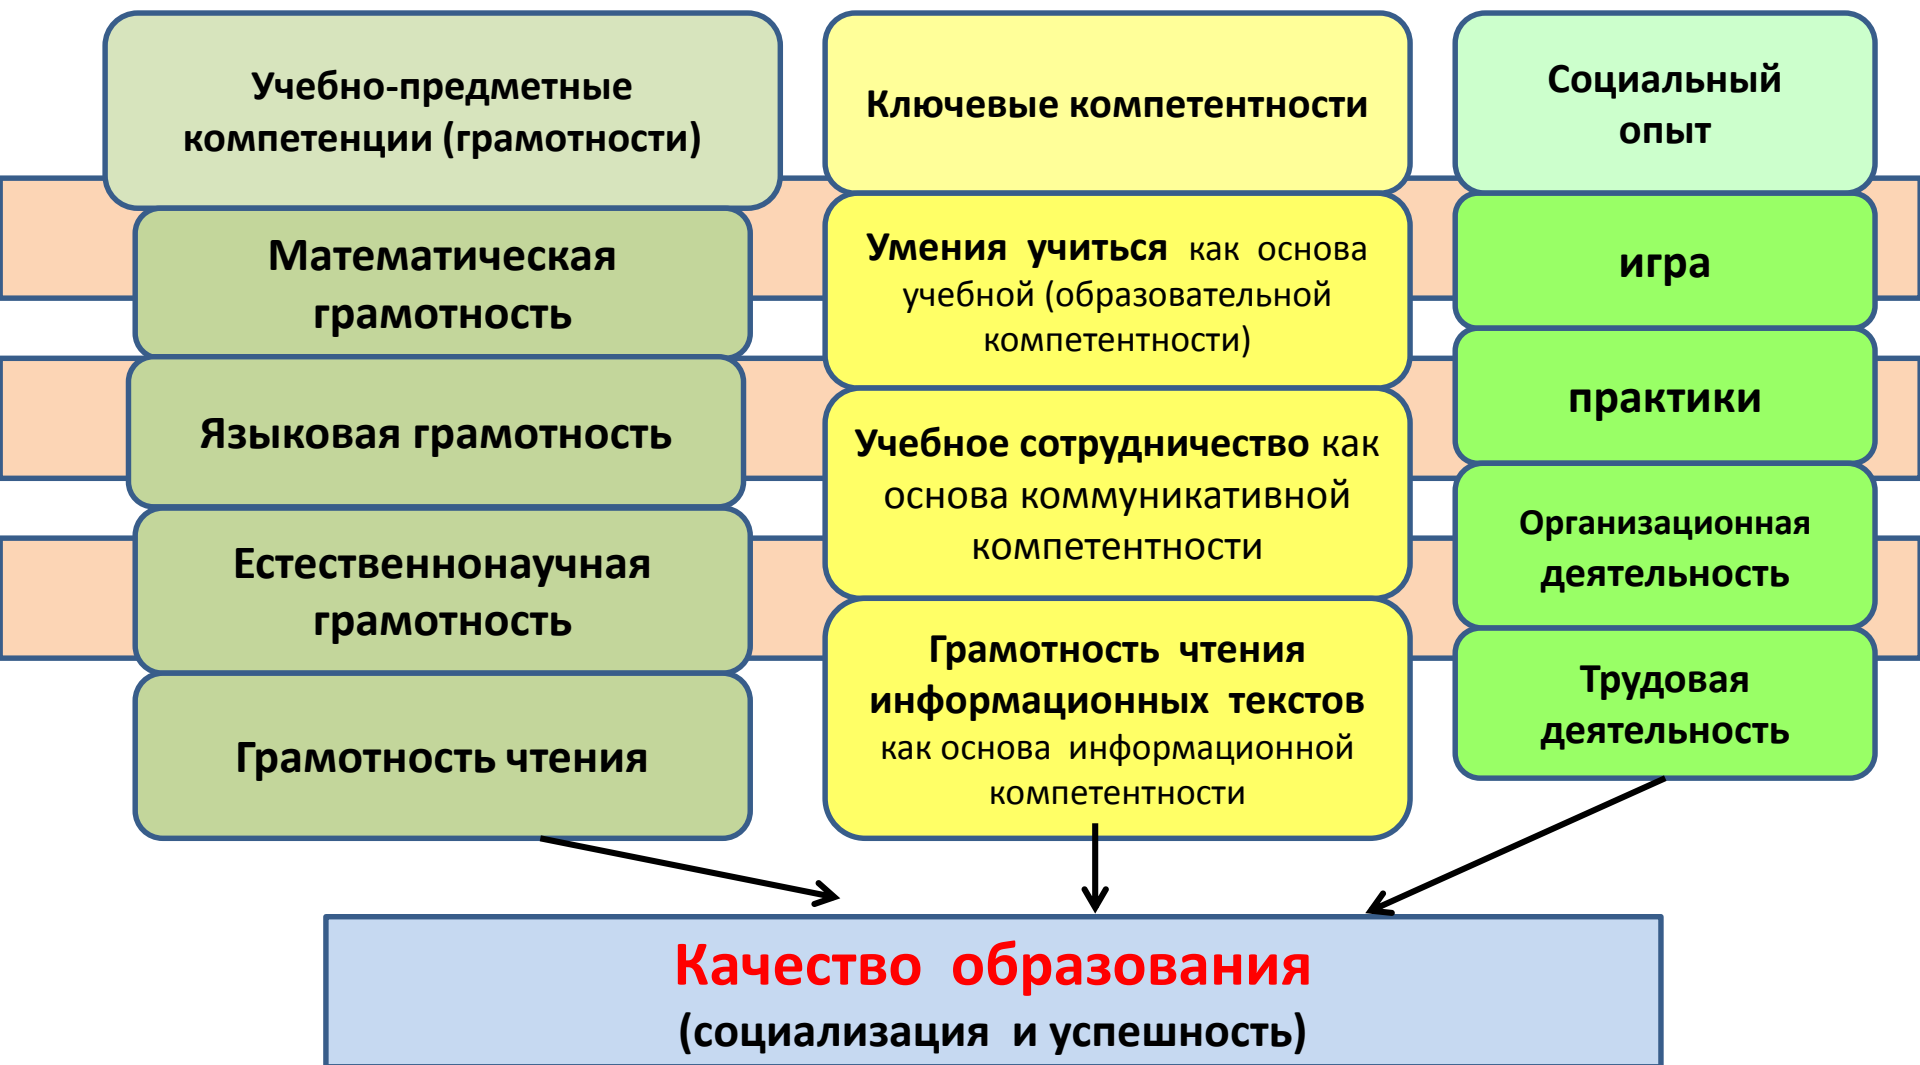 Учебно-предметные
компетенции (грамотности)
Математическая
грамотность
Языковая грамотность
Естественнонаучная
грамотность
Грамотность чтения
Ключевые компетентности
Умения учиться как основа
учебной (образовательной
компетентности)
Учебное сотрудничество как
основа коммуникативной
компетентности
Грамотность чтения
информационных текстов
как основа информационной
компетентности
Социальный
опыт
игра
практики
Организационная
деятельность
Трудовая
деятельность
Качество образования
(социализация и успешность)